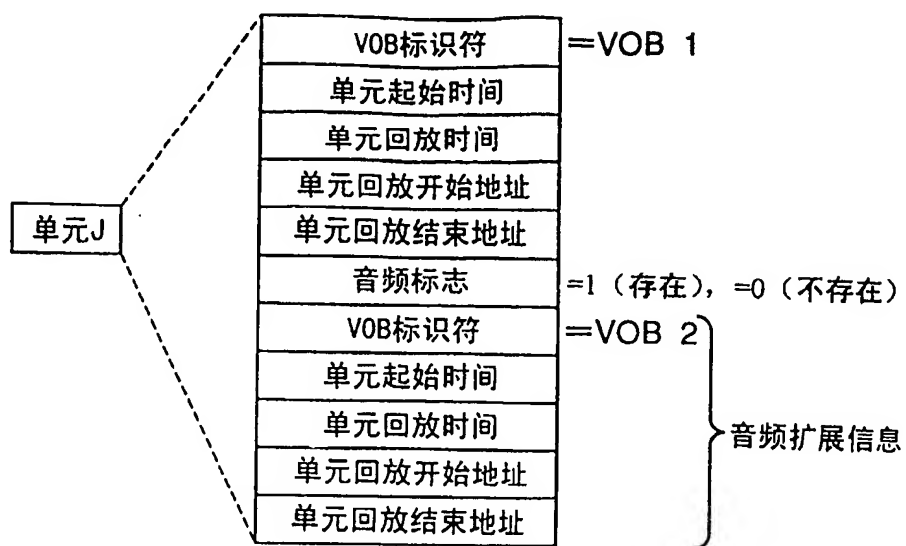 VOB标识符 =VOB 1
单元起始时间
单元回放时间
单元回放开始地址
单元J
单元回放结束地址
音频标志 =1（存在），=0（不存在）
VOB标识符 =VOB 2
单元起始时间
单元回放时间
音频扩展信息
单元回放开始地址
单元回放结束地址